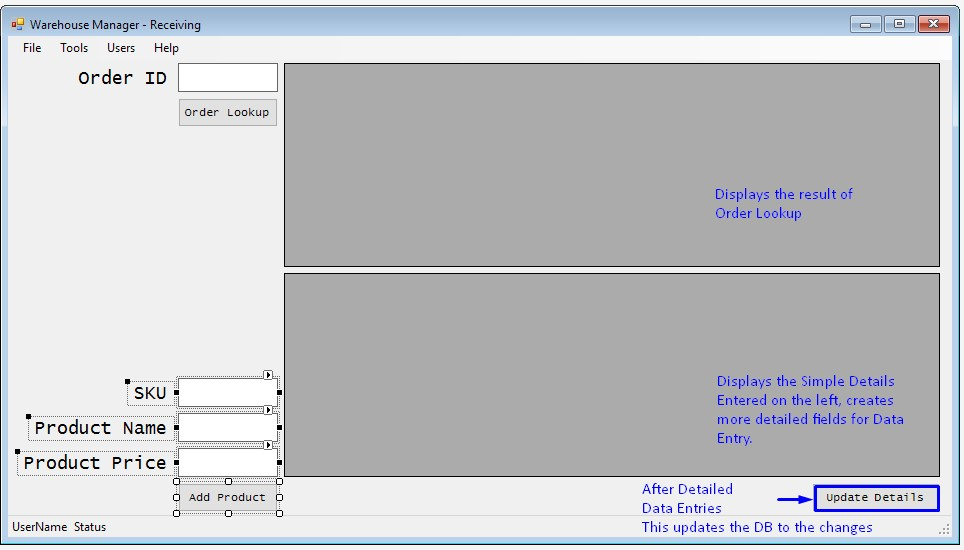 Warehouse Manager - Receiving
File Tools Users Help
Order ID
Order Lookup
Displays the result of
Order Lookup
SKU
Product Name
Product Price
Add Product
Displays the Simple Details
Entered on the left, creates
more detailed fields for Data
Entry.
After Detailed
Data Entries
This updates the DB to the changes
Update Details
UserName Status